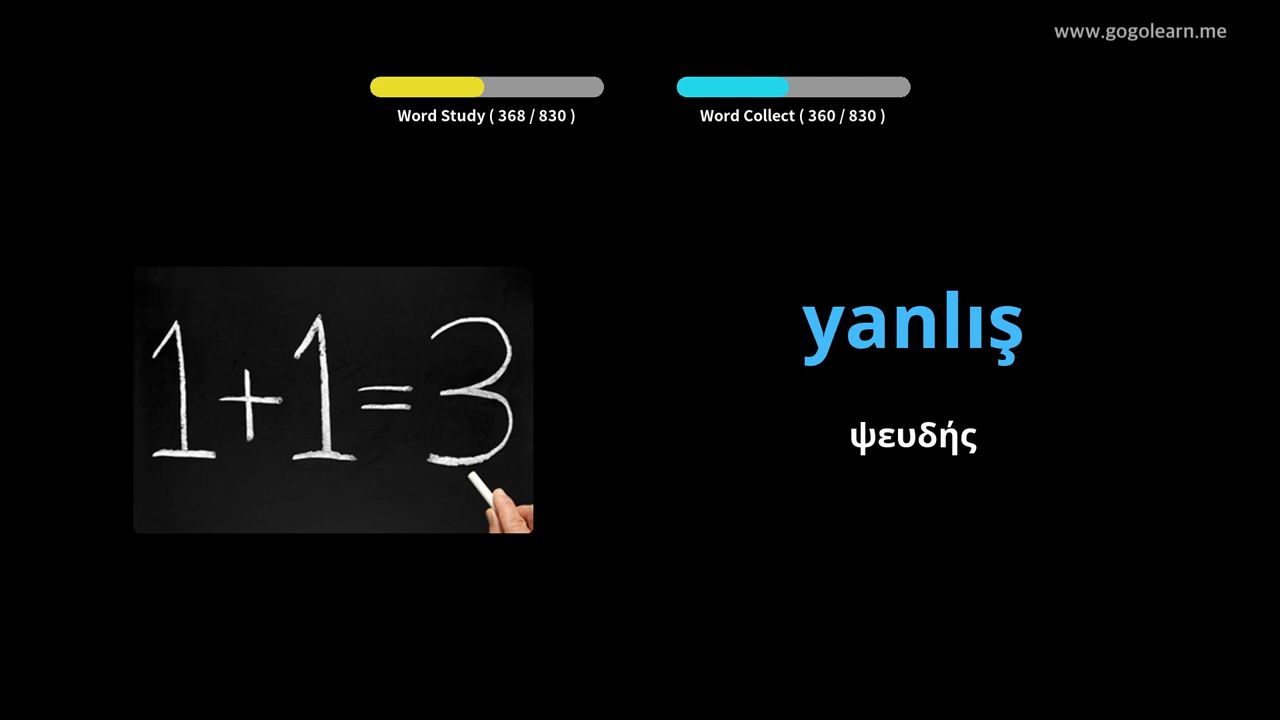 www.gogolearn.me
Word Study ( 368 / 830 )
Word Collect ( 360 / 830 )
1+1=3
yanlış
ψευδής